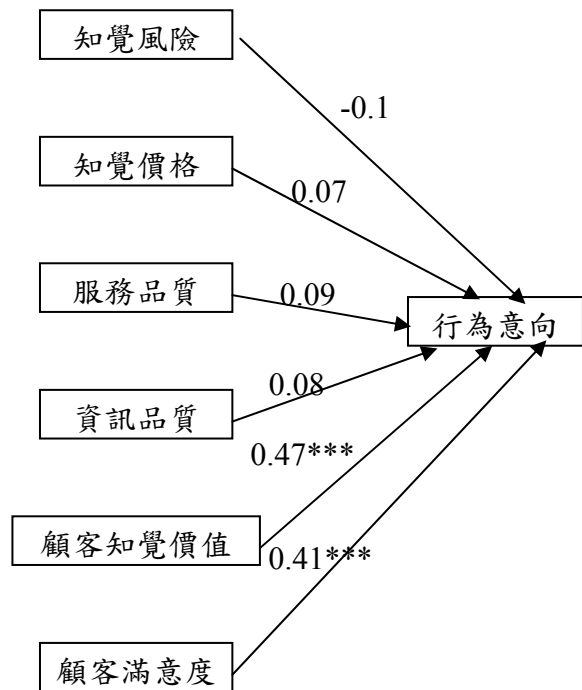 知覺風險
-0.1
知覺價格
0.07
服務品質
0.09
行為意向
資訊品質
0.08
0.47***
顧客知覺價值
0.41***
顧客滿意度